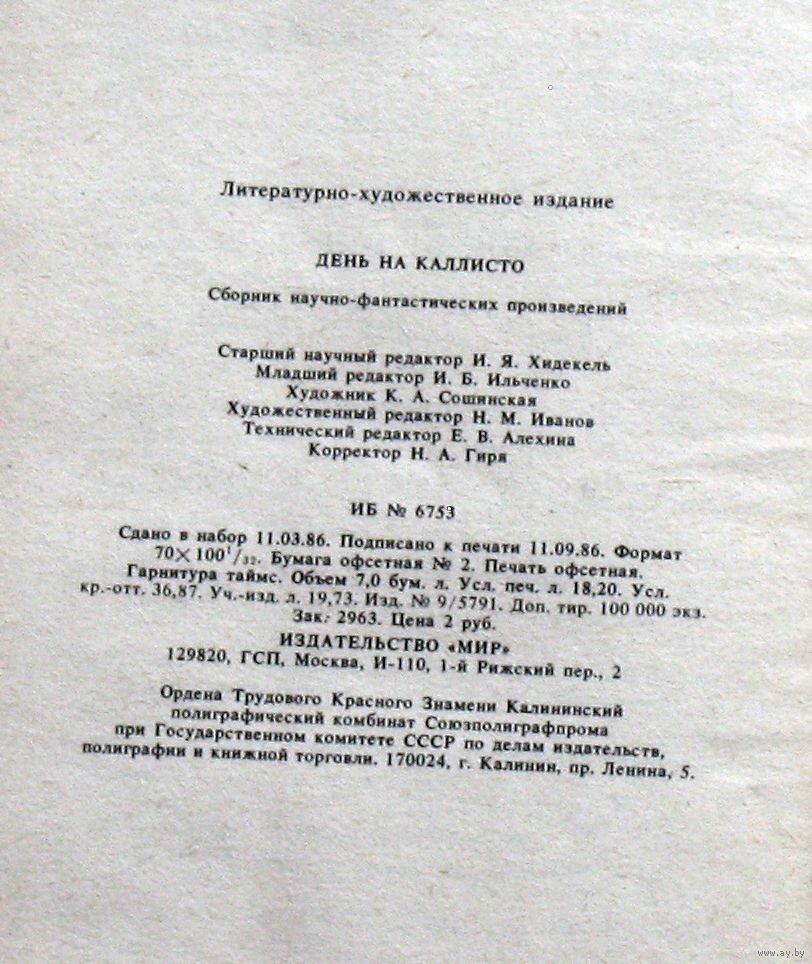 Литературно-художественное издание
ДЕНЬ НА КАЛЛИСТО
Сборник научно-фантастических произведений
Старший научный редактор И. Я. Хидекель
Младший редактор И. Б. Ильченко
Художник К. А. Сошинская
Художественный редактор Н. М. Иванов
Технический редактор Е. В. Алехина
Корректор Н. А. Гиря
ИБ № 6753
Сдано в набор 11.03.86. Подписано к печати 11.09.86. Формат
70×100¹/₃₂. Бумага офсетная № 2. Печать офсетная.
Гарнитура таймс. Объем 7,0 бум. л. Усл. печ. л. 18,20. Усл.
кр.-отт. 36,87. Уч.-изд. л. 19,73. Изд. № 9/5791. Доп. тир. 100 000 экз.
Зак. 2963. Цена 2 руб.
ИЗДАТЕЛЬСТВО «МИР»
129820, ГСП, Москва, И-110, 1-й Рижский пер., 2
Ордена Трудового Красного Знамени Калининский
полиграфический комбинат Союзполиграфпрома
при Государственном комитете СССР по делам издательств,
полиграфии и книжной торговли. 170024, г. Калинин, пр. Ленина, 5.
www.ay.by